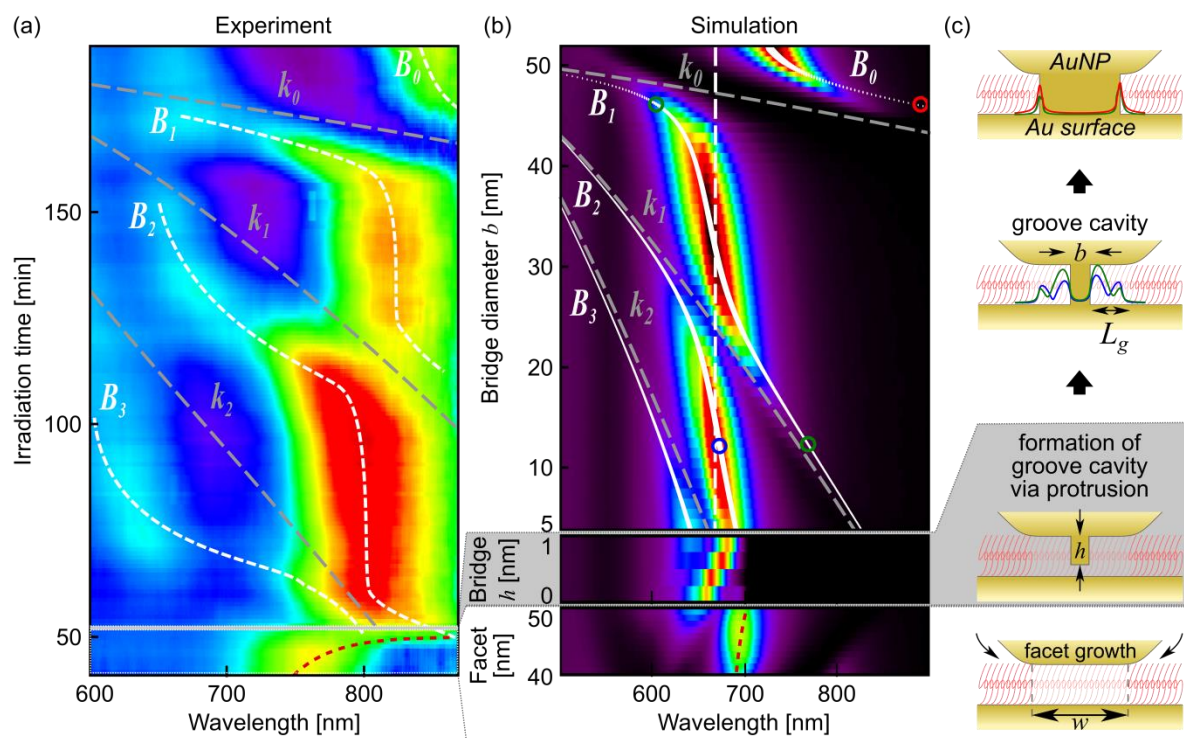 (a)
Experiment
B₀
k₀
B₁
k₁
B₂
k₂
B₃
150
100
50
Irradiation time [min]
600
700
800
Wavelength [nm]
(b)
Simulation
B₀
k₀
B₁
B₂
k₁
B₃
k₂
50
40
30
20
10
5
Bridge diameter b [nm]
1
0
Bridge
h [nm]
50
40
Facet
[nm]
600
700
800
Wavelength [nm]
(c)
AuNP
Au surface
groove cavity
b
L_g
formation of
groove cavity
via protrusion
h
facet growth
w